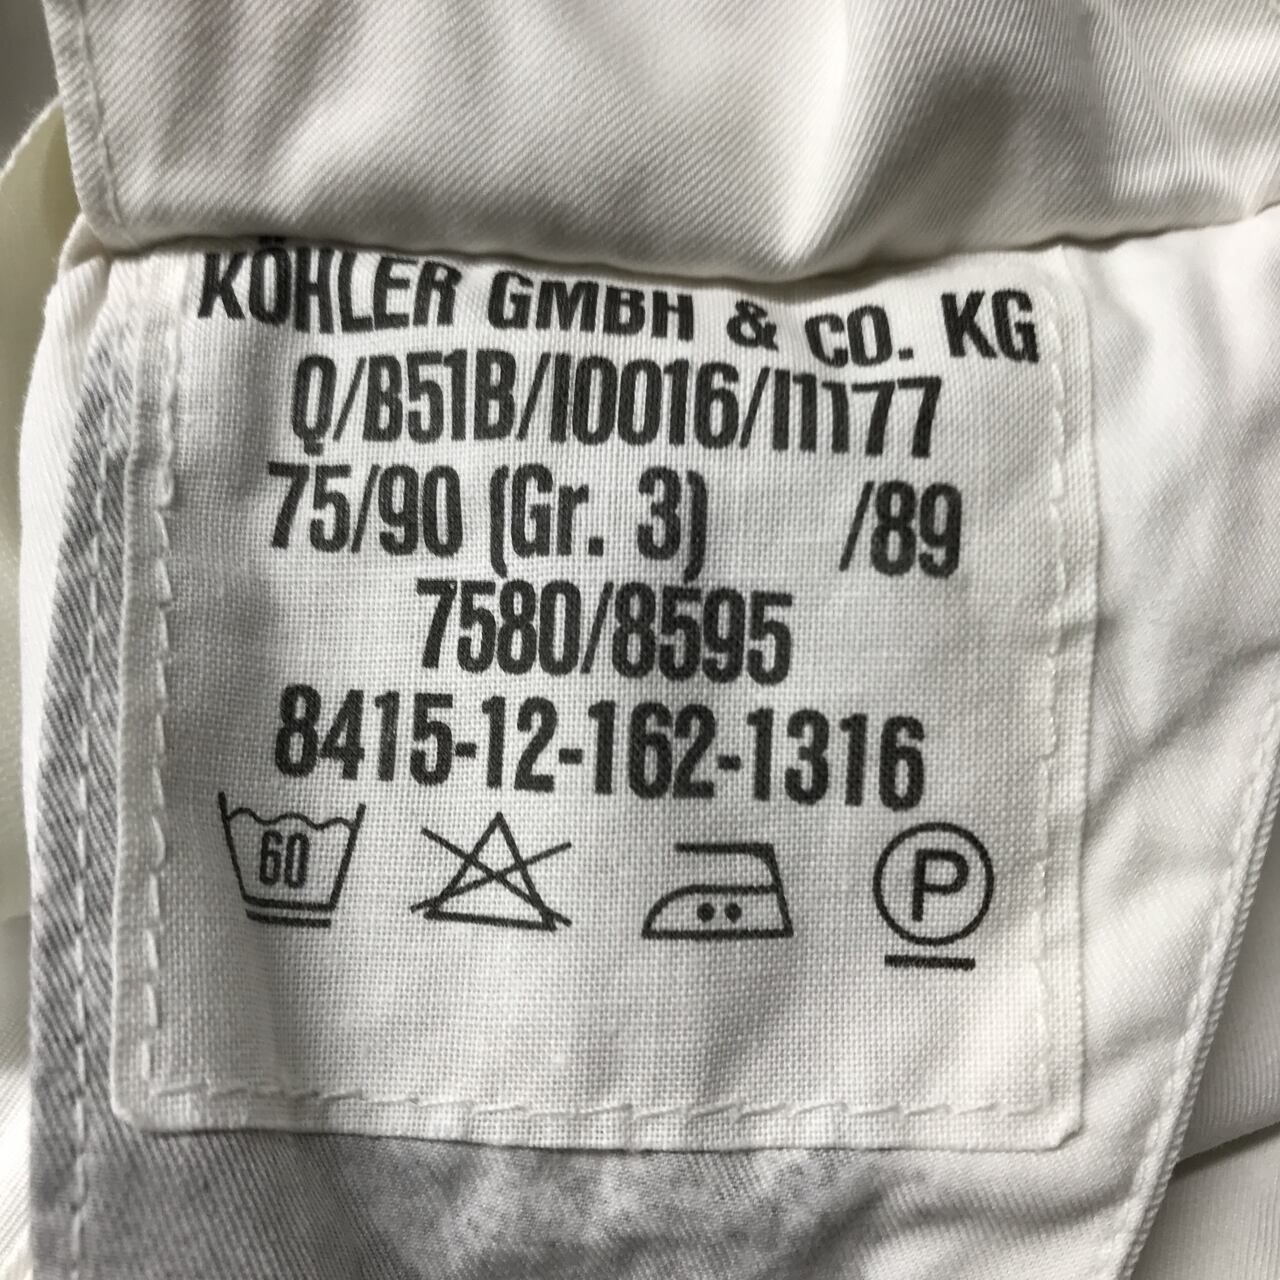 KÖHLER GMBH & CO. KG
Q/B51B/I0016/I1177
75/90 (Gr. 3) /89
7580/8595
8415-12-162-1316
60 P